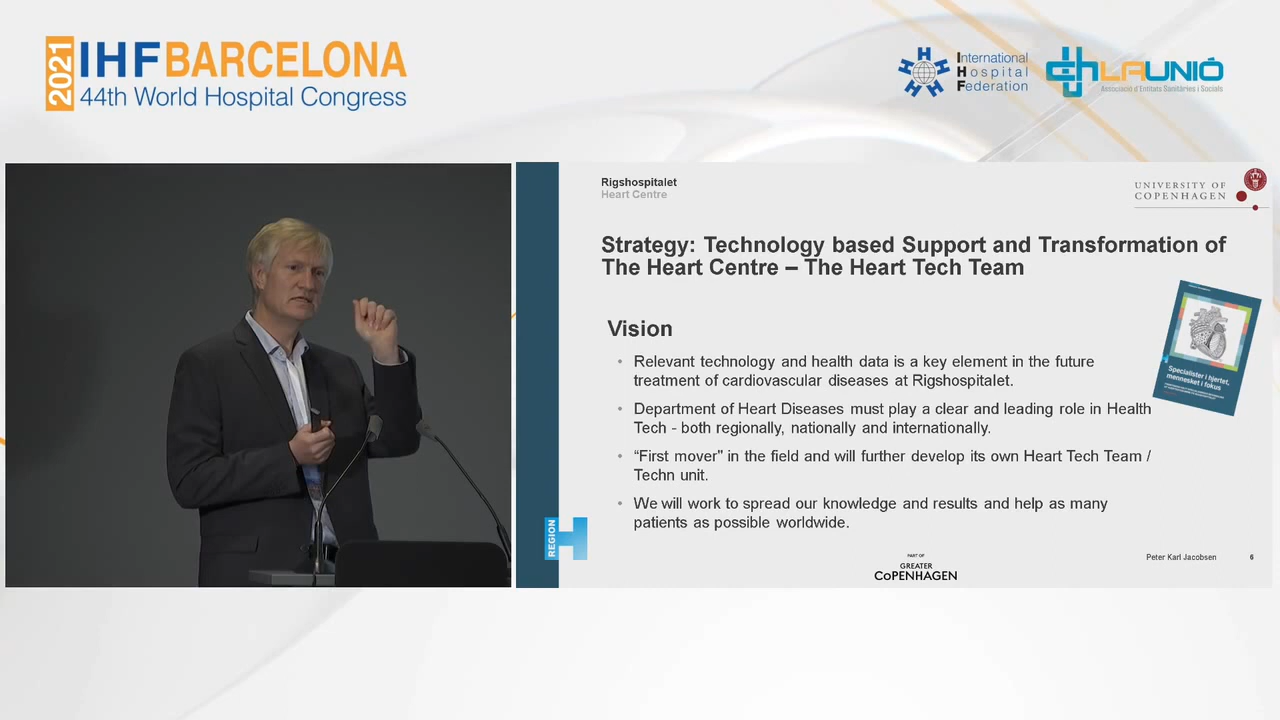 2021
IHF BARCELONA
44th World Hospital Congress
International
Hospital
Federation
LAUNIÓ
Associació d'Entitats Sanitàries i Socials
Rigshospitalet
Heart Centre
UNIVERSITY OF
COPENHAGEN
Strategy: Technology based Support and Transformation of
The Heart Centre – The Heart Tech Team
Vision
• Relevant technology and health data is a key element in the future
treatment of cardiovascular diseases at Rigshospitalet.
• Department of Heart Diseases must play a clear and leading role in Health
Tech - both regionally, nationally and internationally.
• “First mover" in the field and will further develop its own Heart Tech Team /
Techn unit.
• We will work to spread our knowledge and results and help as many
patients as possible worldwide.
Specialister i hjertet,
mennesket i fokus
REGION
H
PART OF
GREATER
CoPENHAGEN
Peter Karl Jacobsen
6